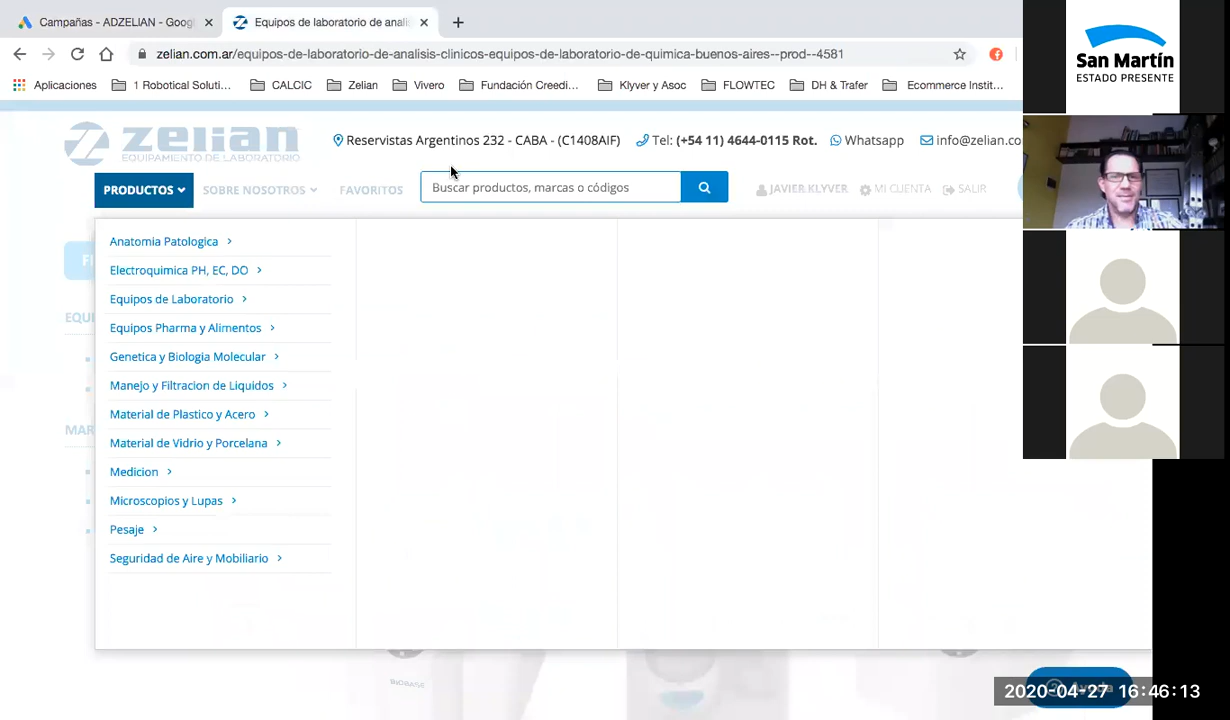 Campañas - ADZELIAN - Goog
Equipos de laboratorio de anali
zelian.com.ar/equipos-de-laboratorio-de-analisis-clinicos-equipos-de-laboratorio-de-quimica-buenos-aires--prod--4581
Aplicaciones
1 Robotical Soluti...
CALCIC
Zelian
Vivero
Fundación Creedi...
Klyver y Asoc
FLOWTEC
DH & Trafer
Ecommerce Instit...
San Martín
ESTADO PRESENTE
zelian
EQUIPAMIENTO DE LABORATORIO
Reservistas Argentinos 232 - CABA - (C1408AIF)
Tel: (+54 11) 4644-0115 Rot.
Whatsapp
info@zelian.co
PRODUCTOS
SOBRE NOSOTROS
FAVORITOS
Buscar productos, marcas o códigos
JAVIER KLYVER
MI CUENTA
SALIR
Anatomia Patologica
Electroquimica PH, EC, DO
Equipos de Laboratorio
Equipos Pharma y Alimentos
Genetica y Biologia Molecular
Manejo y Filtracion de Liquidos
Material de Plastico y Acero
Material de Vidrio y Porcelana
Medicion
Microscopios y Lupas
Pesaje
Seguridad de Aire y Mobiliario
EQU
MAR
BIOBASE
2020-04-27 16:46:13